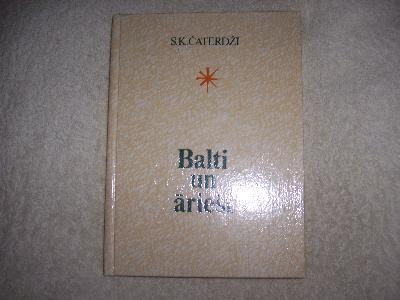 S.K.ČATERDŽI
Balti
un
ārieši